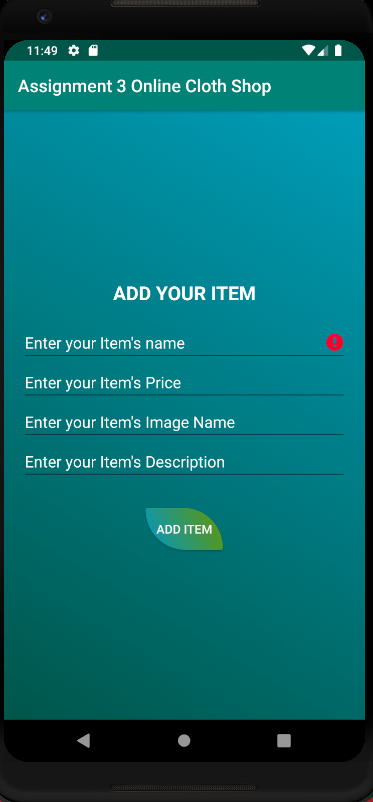 11:49
Assignment 3 Online Cloth Shop
ADD YOUR ITEM
Enter your Item's name
Enter your Item's Price
Enter your Item's Image Name
Enter your Item's Description
ADD ITEM